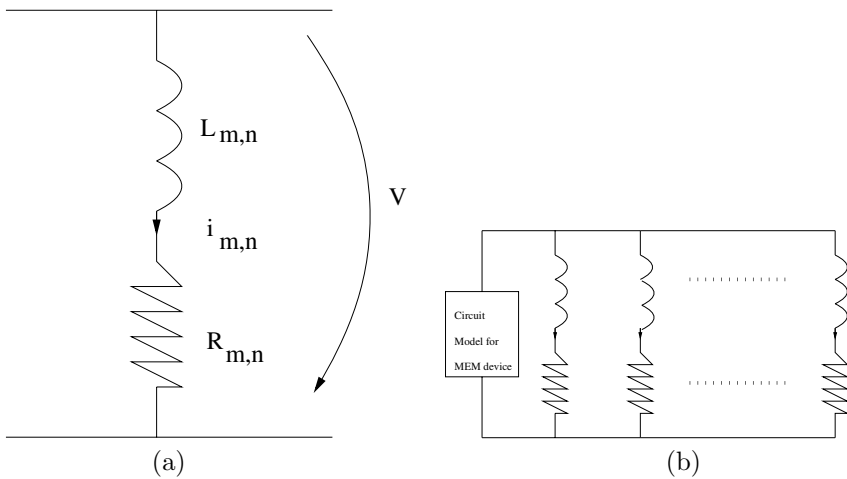 L m,n
V
i m,n
R m,n
(a)
Circuit
Model for
MEM device
(b)